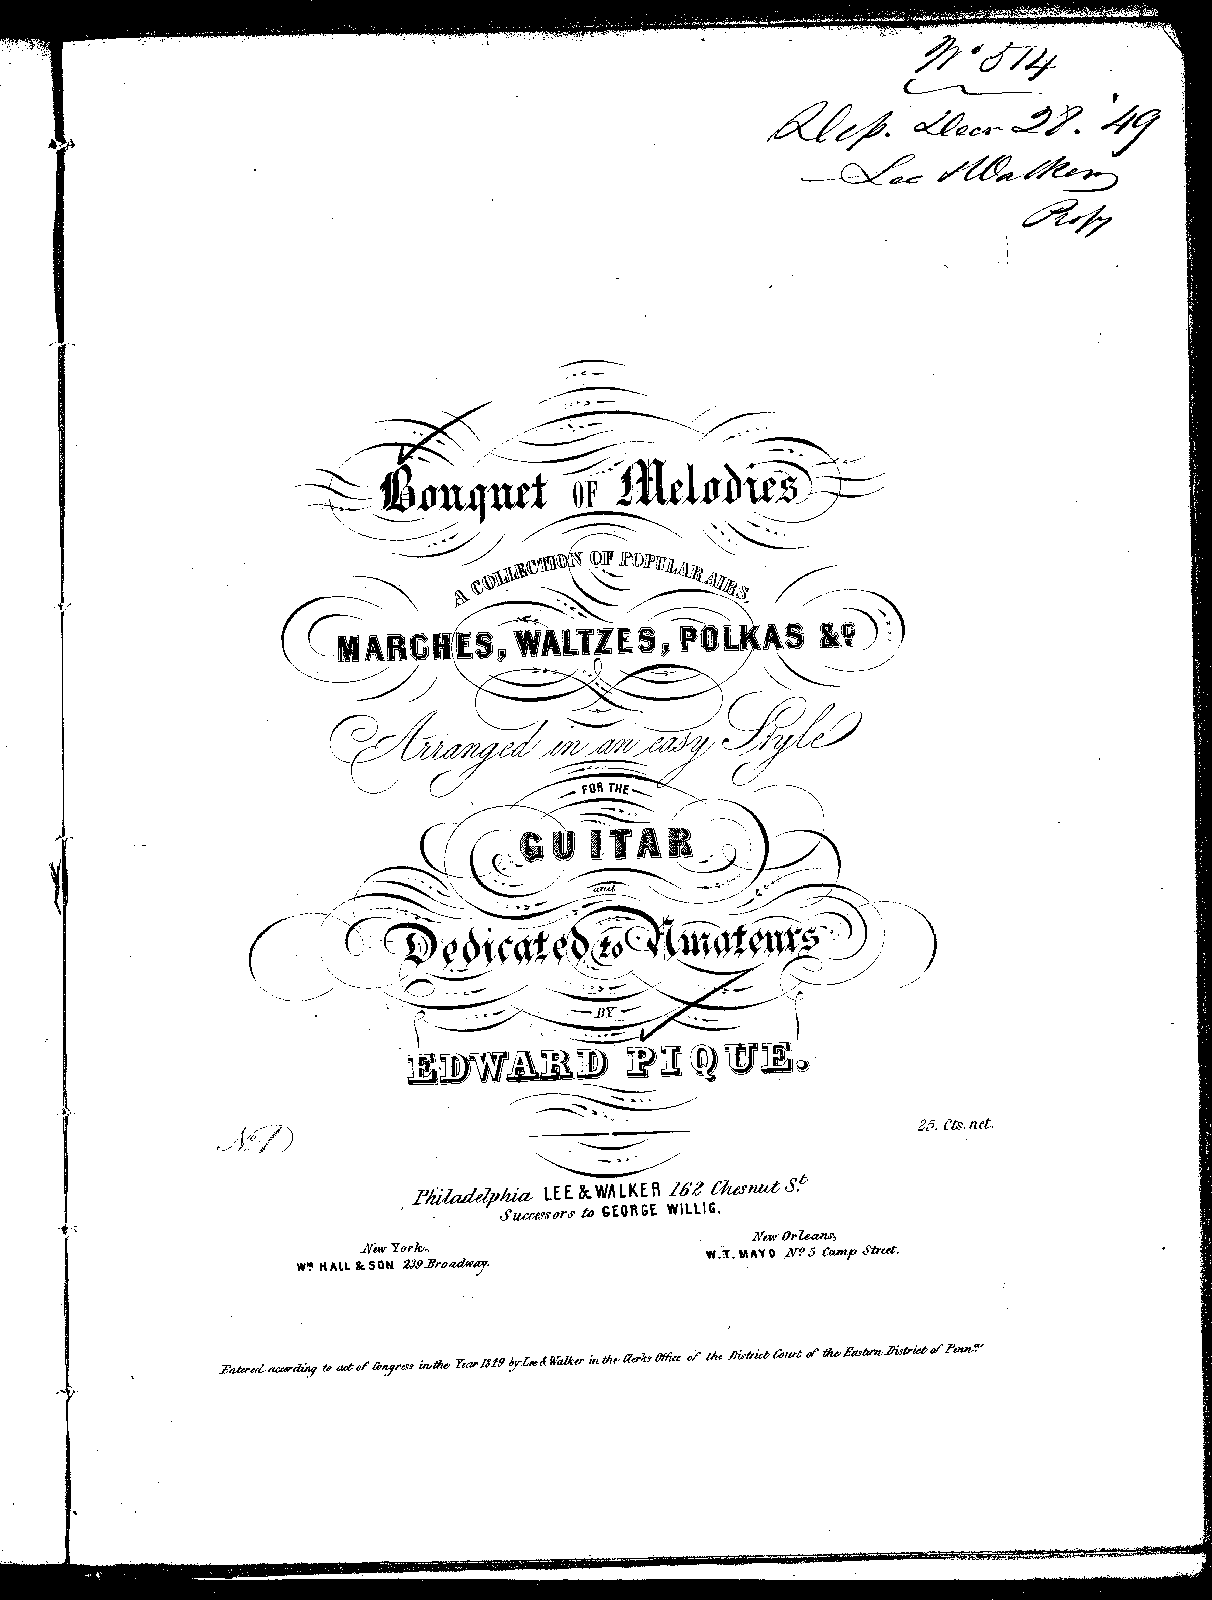 No 514
Dep. Decr 28. '49
Lee & Walker
Propr
Bouquet OF Melodies
A COLLECTION OF POPULAR AIRS,
MARCHES, WALTZES, POLKAS &c.
Arranged in an easy Style
FOR THE
GUITAR
and
Dedicated to Amateurs
BY
EDWARD PIQUE.
No 1
25. Cts. net.
Philadelphia LEE & WALKER 162 Chesnut St.
Successors to GEORGE WILLIG.
New York.
Wm HALL & SON 239 Broadway.
New Orleans,
W.T. MAYO No 5 Camp Street.
Entered according to act of Congress in the Year 1849 by Lee & Walker in the Clerks Office of the District Court of the Eastern District of Penna